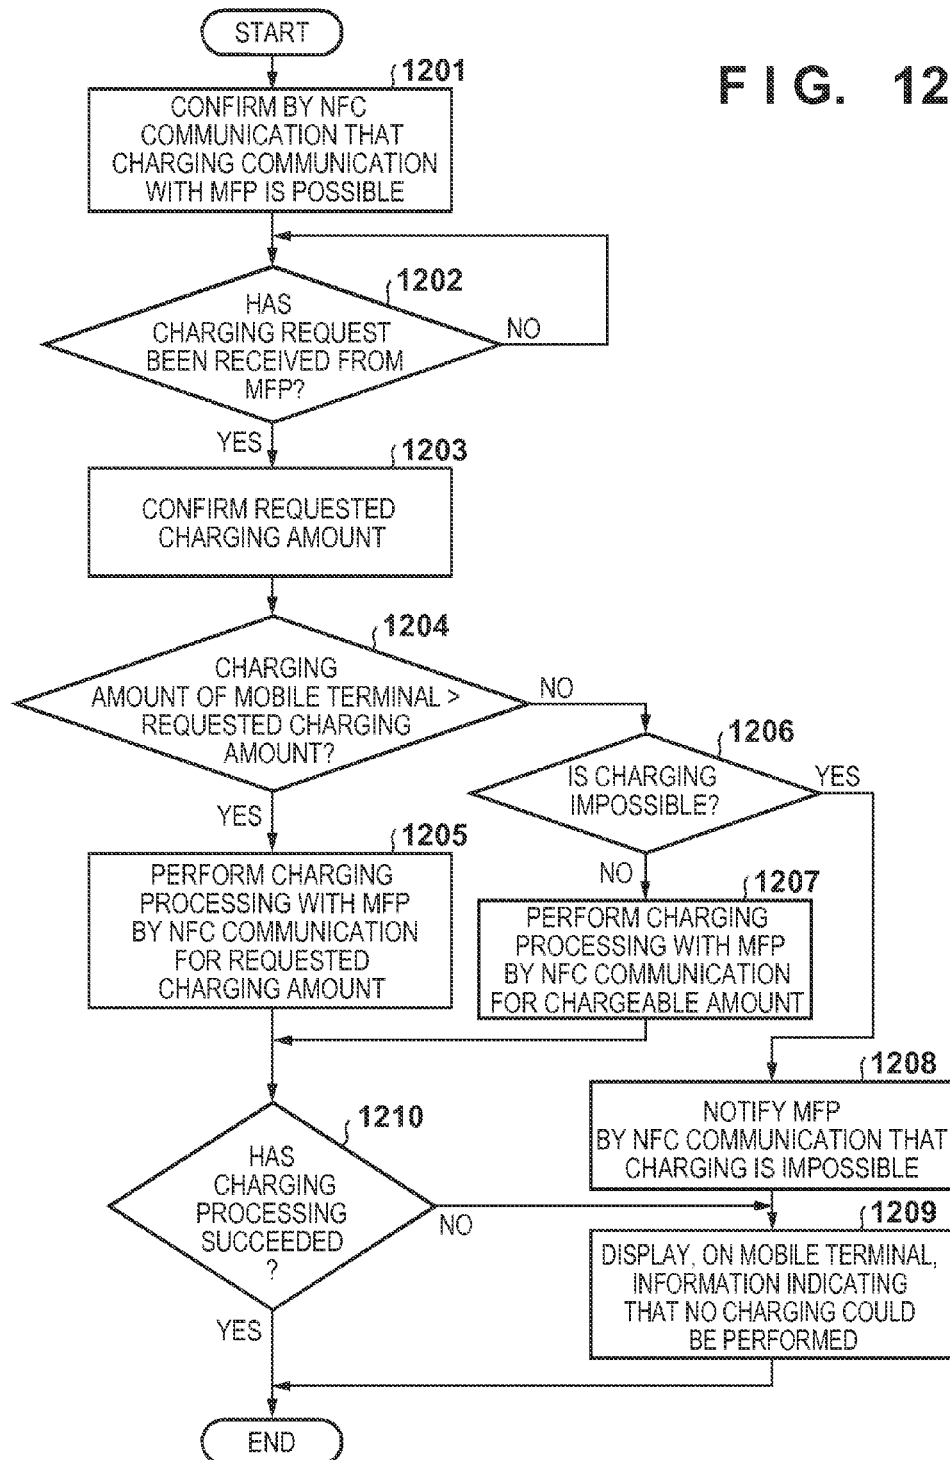 START
FIG. 12
1201
CONFIRM BY NFC
COMMUNICATION THAT
CHARGING COMMUNICATION
WITH MFP IS POSSIBLE
1202
HAS
CHARGING REQUEST
BEEN RECEIVED FROM
MFP?
NO
YES
1203
CONFIRM REQUESTED
CHARGING AMOUNT
1204
CHARGING
AMOUNT OF MOBILE TERMINAL >
REQUESTED CHARGING
AMOUNT?
NO
YES
1206
IS CHARGING
IMPOSSIBLE?
YES
NO
1205
PERFORM CHARGING
PROCESSING WITH MFP
BY NFC COMMUNICATION
FOR REQUESTED
CHARGING AMOUNT
1207
PERFORM CHARGING
PROCESSING WITH MFP
BY NFC COMMUNICATION
FOR CHARGEABLE AMOUNT
1208
NOTIFY MFP
BY NFC COMMUNICATION THAT
CHARGING IS IMPOSSIBLE
1210
HAS
CHARGING
PROCESSING
SUCCEEDED
?
NO
YES
1209
DISPLAY, ON MOBILE TERMINAL,
INFORMATION INDICATING
THAT NO CHARGING COULD
BE PERFORMED
END